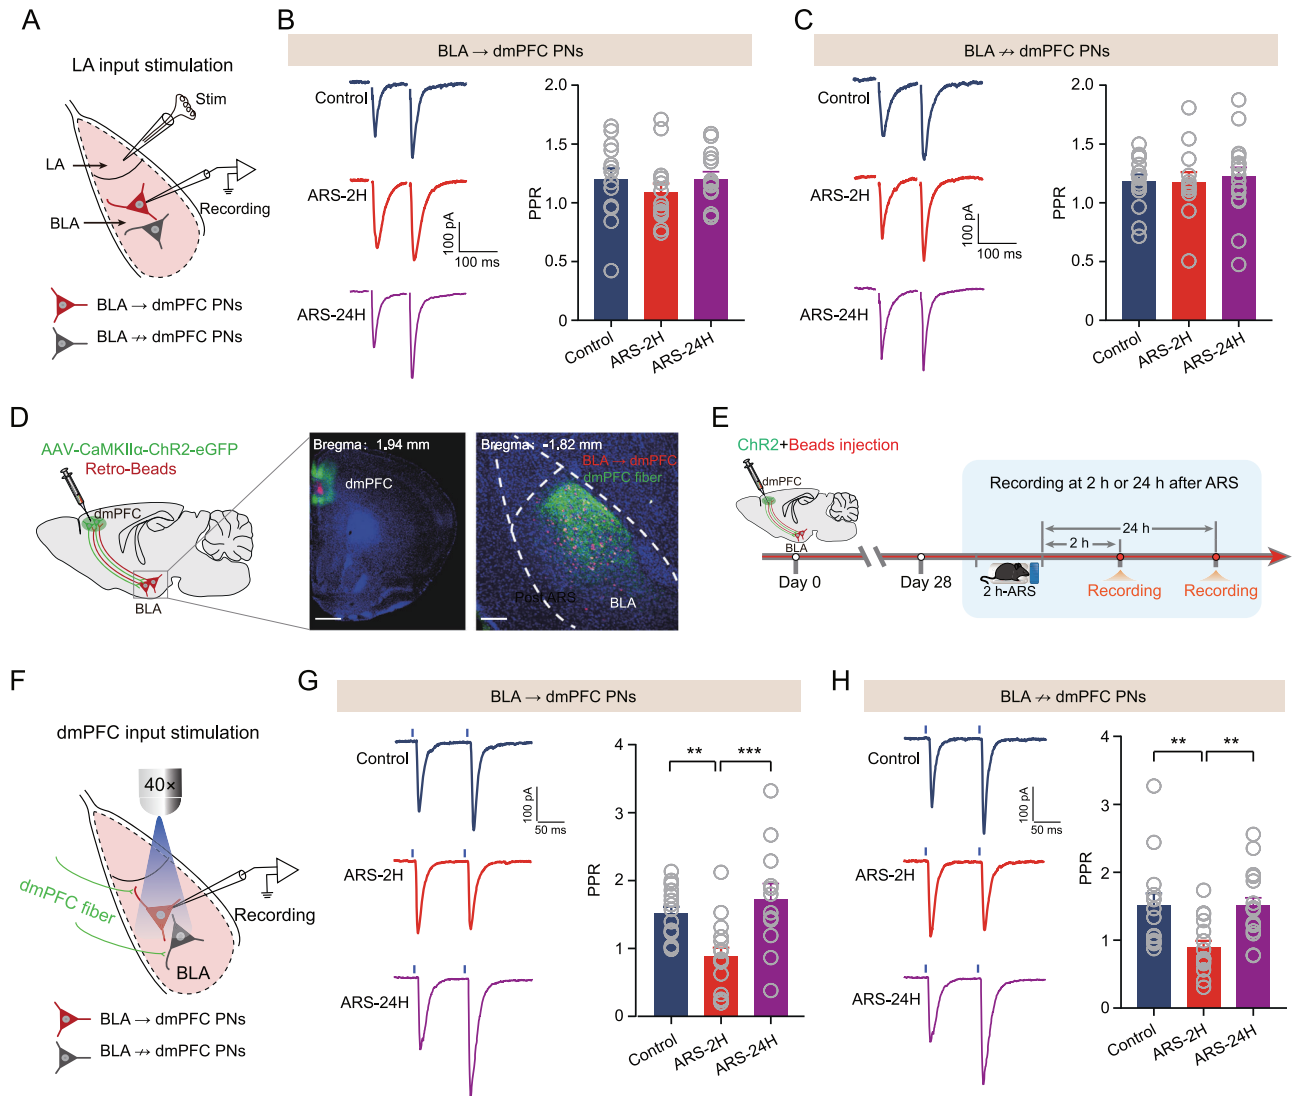 A
LA input stimulation
Stim
LA
Recording
BLA
BLA → dmPFC PNs
BLA ↛ dmPFC PNs
B
BLA → dmPFC PNs
Control
ARS-2H
ARS-24H
100 pA
100 ms
PPR
2.0
1.5
1.0
0.5
0
Control
ARS-2H
ARS-24H
C
BLA ↛ dmPFC PNs
Control
ARS-2H
ARS-24H
100 pA
100 ms
PPR
2.0
1.5
1.0
0.5
0
Control
ARS-2H
ARS-24H
D
AAV-CaMKIIα-ChR2-eGFP
Retro-Beads
dmPFC
BLA
Bregma: 1.94 mm
dmPFC
Bregma: -1.82 mm
BLA → dmPFC
dmPFC fiber
Post ARS
BLA
E
ChR2+Beads injection
dmPFC
BLA
Recording at 2 h or 24 h after ARS
24 h
2 h
Day 0
Day 28
2 h-ARS
Recording
Recording
F
dmPFC input stimulation
40×
dmPFC fiber
Recording
BLA
BLA → dmPFC PNs
BLA ↛ dmPFC PNs
G
BLA → dmPFC PNs
Control
ARS-2H
ARS-24H
100 pA
50 ms
PPR
4
3
2
1
0
** ***
Control
ARS-2H
ARS-24H
H
BLA ↛ dmPFC PNs
Control
ARS-2H
ARS-24H
100 pA
50 ms
PPR
4
3
2
1
0
** **
Control
ARS-2H
ARS-24H